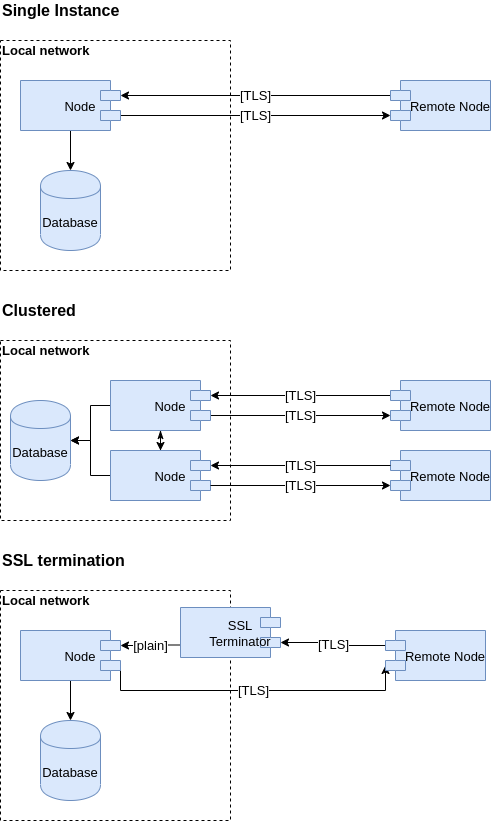 Single Instance
Local network
Node
[TLS]
[TLS]
Remote Node
Database
Clustered
Local network
Node
[TLS]
[TLS]
Remote Node
Database
Node
[TLS]
[TLS]
Remote Node
SSL termination
Local network
SSL
Terminator
Node
[plain]
[TLS]
Remote Node
[TLS]
Database